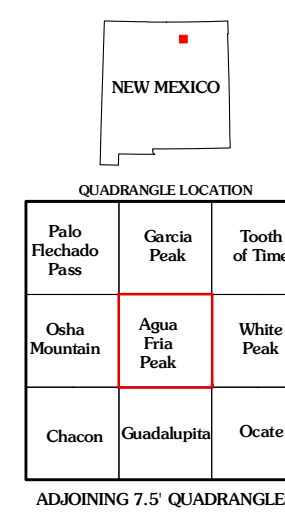 NEW MEXICO
QUADRANGLE LOCATION
Palo
Flechado
Pass
Garcia
Peak
Tooth
of Time
Osha
Mountain
Agua
Fria
Peak
White
Peak
Chacon
Guadalupita
Ocate
ADJOINING 7.5' QUADRANGLES